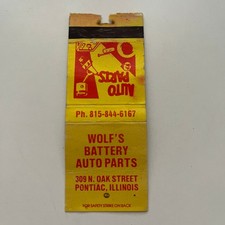 AUTO
PARTS
Ph. 815-844-6167
WOLF'S
BATTERY
AUTO PARTS
309 N. OAK STREET
PONTIAC, ILLINOIS